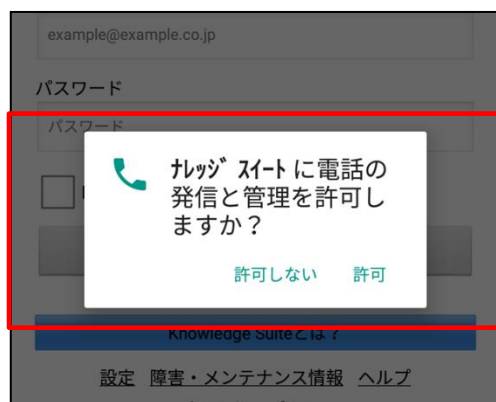 example@example.co.jp
パスワード
パスワード
ﾅﾚｯｼﾞ ｽｲｰﾄ に電話の
発信と管理を許可し
ますか？
許可しない 許可
Knowledge Suiteとは？
設定 障害・メンテナンス情報 ヘルプ